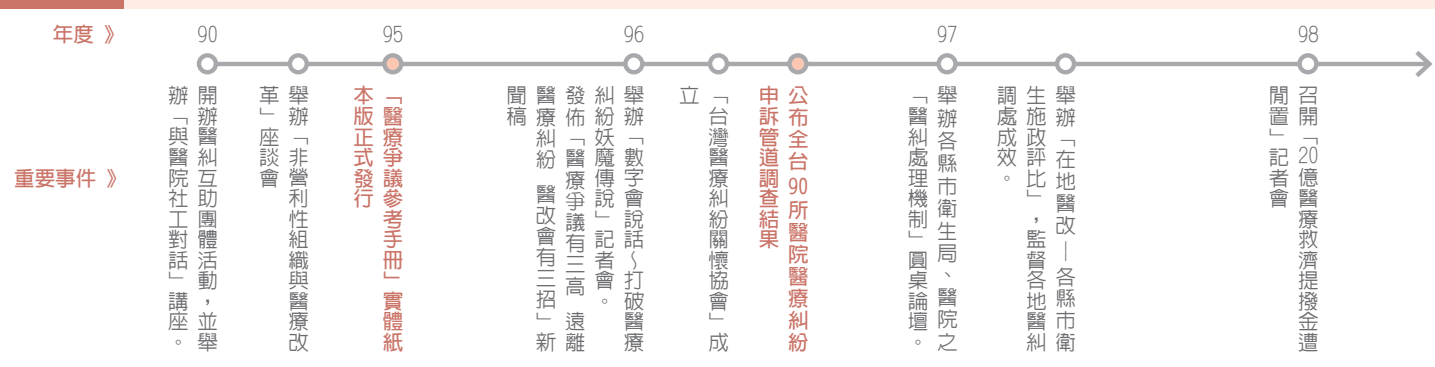 年度 》
90
95
96
97
98
重要事件 》
開辦醫糾互助團體活動，並舉
辦「與醫院社工對話」講座。
舉辦「非營利性組織與醫療改
革」座談會
「醫療爭議參考手冊」實體紙
本版正式發行
舉辦「數字會說話～打破醫療
糾紛妖魔傳說」記者會。
發佈「醫療爭議有三高 遠離
醫療糾紛 醫改會有三招」新
聞稿
「台灣醫療糾紛關懷協會」成
立
公布全台 90 所醫院醫療糾紛
申訴管道調查結果
舉辦各縣市衛生局、醫院之
「醫糾處理機制」圓桌論壇。
舉辦「在地醫改—各縣市衛
生施政評比」，監督各地醫糾
調處成效。
召開「20億醫療救濟提撥金遭
閒置」記者會